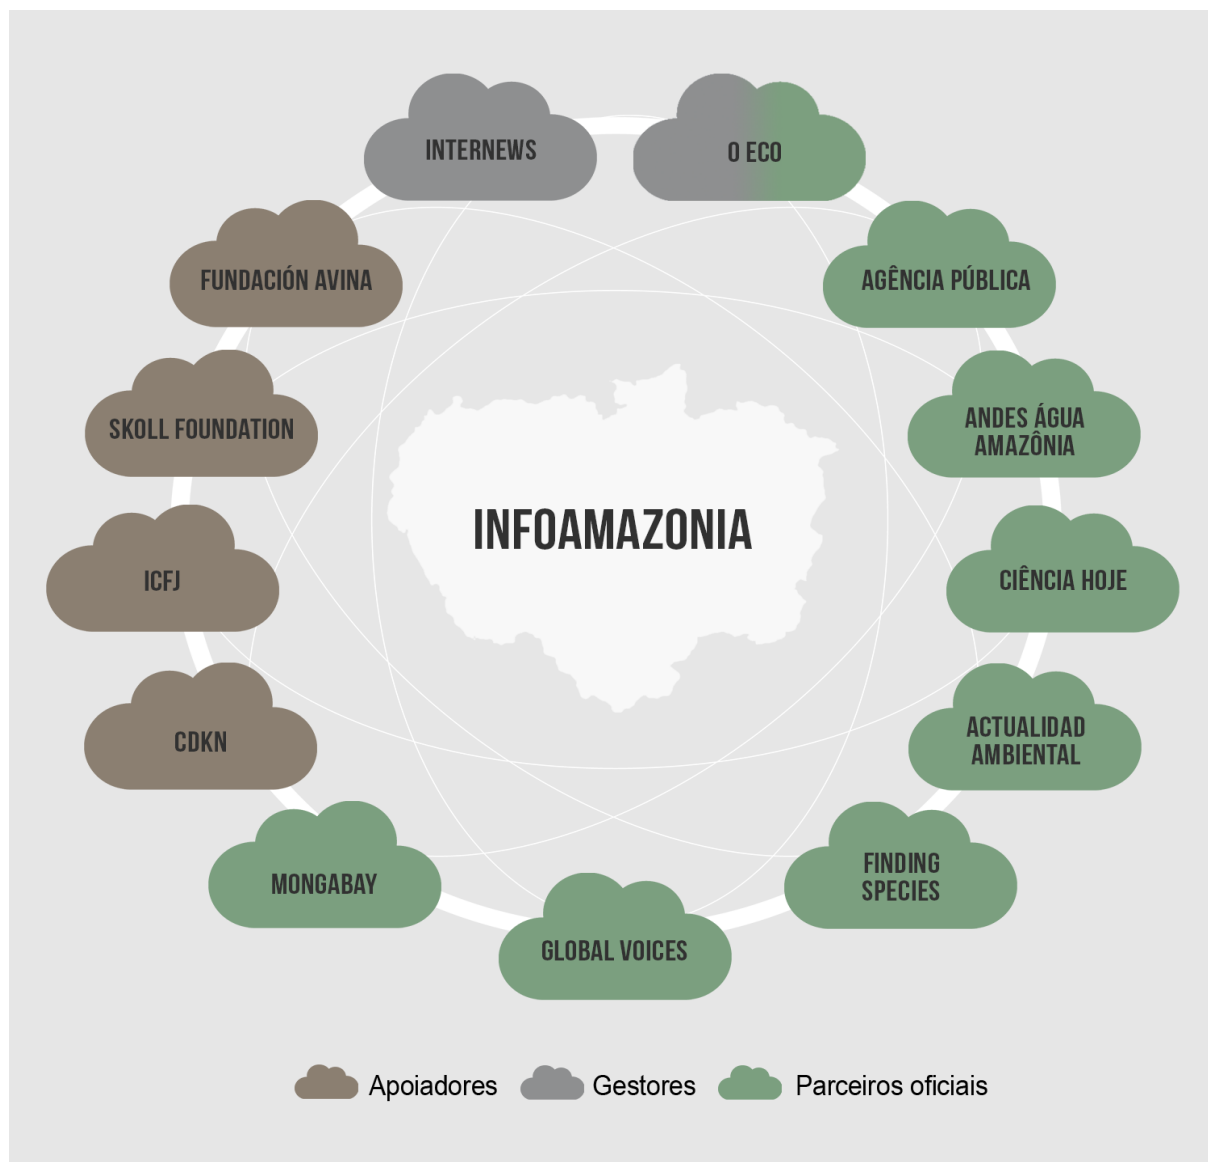 INTERNEWS
O ECO
FUNDACIÓN AVINA
AGÊNCIA PÚBLICA
SKOLL FOUNDATION
ANDES ÁGUA
AMAZÔNIA
INFOAMAZONIA
ICFJ
CIÊNCIA HOJE
CDKN
ACTUALIDAD
AMBIENTAL
MONGABAY
FINDING
SPECIES
GLOBAL VOICES
Apoiadores
Gestores
Parceiros oficiais